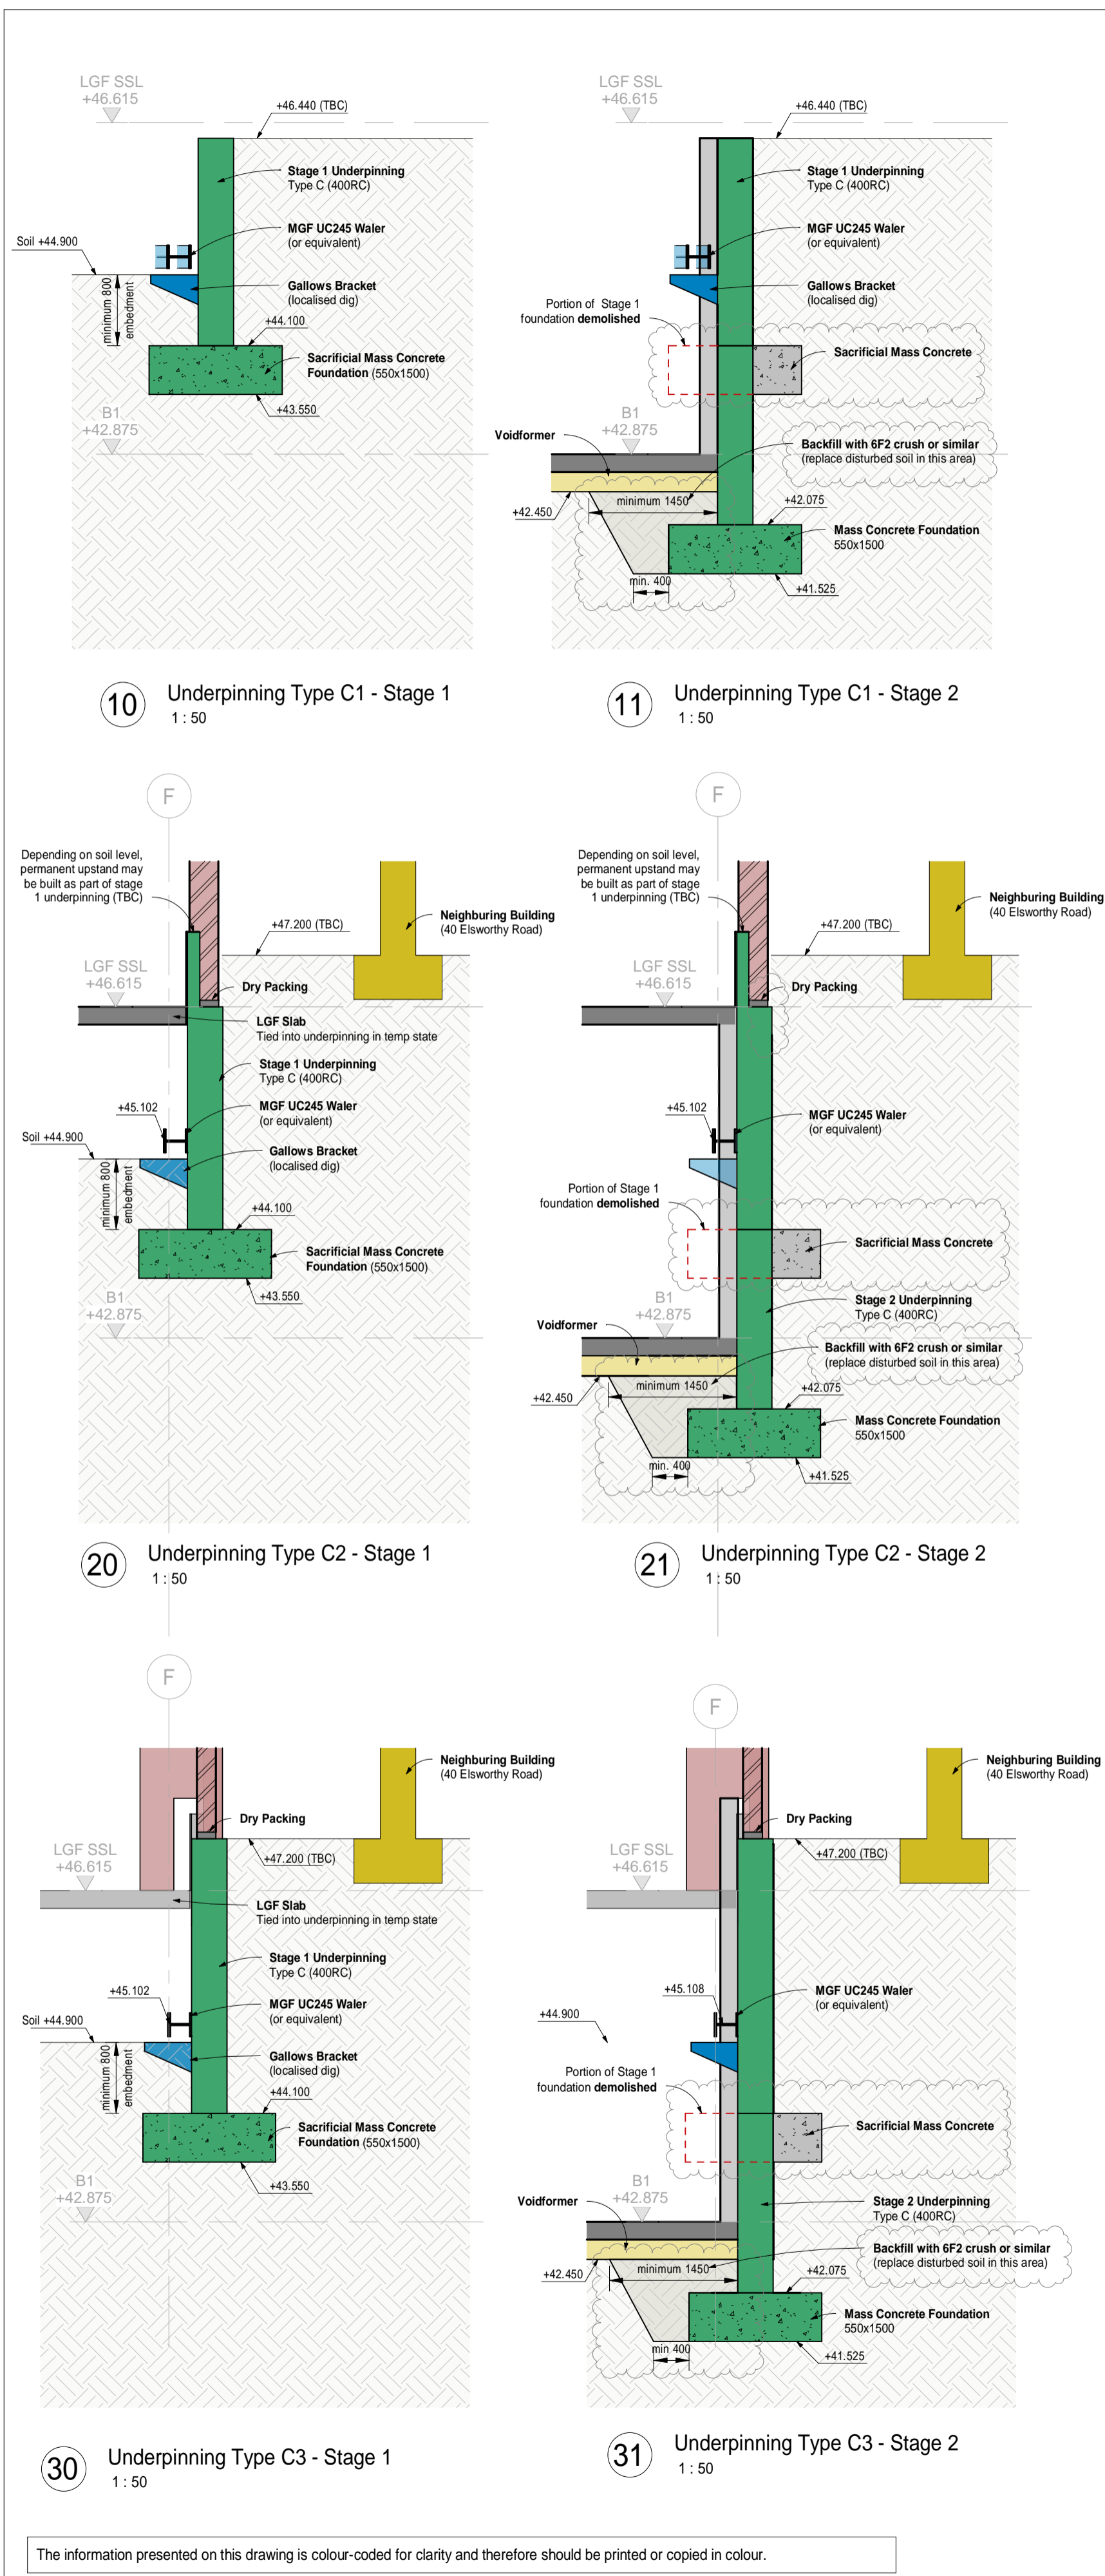 LGF SSL
+46.615
+46.440 (TBC)
Stage 1 Underpinning
Type C (400RC)
MGF UC245 Waler
(or equivalent)
Soil +44.900
Gallows Bracket
(localised dig)
minimum 800
embedment
+44.100
Sacrificial Mass Concrete
Foundation (550x1500)
+43.550
B1
+42.875
10
Underpinning Type C1 - Stage 1
1 : 50
LGF SSL
+46.615
+46.440 (TBC)
Stage 1 Underpinning
Type C (400RC)
MGF UC245 Waler
(or equivalent)
Gallows Bracket
(localised dig)
Portion of Stage 1
foundation demolished
Sacrificial Mass Concrete
B1
+42.875
Voidformer
Backfill with 6F2 crush or similar
(replace disturbed soil in this area)
minimum 1450
+42.450
+42.075
Mass Concrete Foundation
550x1500
min. 400
+41.525
11
Underpinning Type C1 - Stage 2
1 : 50
F
Depending on soil level,
permanent upstand may
be built as part of stage
1 underpinning (TBC)
Neighburing Building
(40 Elsworthy Road)
+47.200 (TBC)
LGF SSL
+46.615
Dry Packing
LGF Slab
Tied into underpinning in temp state
Stage 1 Underpinning
Type C (400RC)
+45.102
MGF UC245 Waler
(or equivalent)
Soil +44.900
Gallows Bracket
(localised dig)
minimum 800
embedment
+44.100
Sacrificial Mass Concrete
Foundation (550x1500)
+43.550
B1
+42.875
20
Underpinning Type C2 - Stage 1
1 : 50
F
Depending on soil level,
permanent upstand may
be built as part of stage
1 underpinning (TBC)
Neighburing Building
(40 Elsworthy Road)
+47.200 (TBC)
LGF SSL
+46.615
Dry Packing
+45.102
MGF UC245 Waler
(or equivalent)
Portion of Stage 1
foundation demolished
Sacrificial Mass Concrete
Stage 2 Underpinning
Type C (400RC)
B1
+42.875
Voidformer
Backfill with 6F2 crush or similar
(replace disturbed soil in this area)
minimum 1450
+42.450
+42.075
Mass Concrete Foundation
550x1500
min. 400
+41.525
21
Underpinning Type C2 - Stage 2
1 : 50
F
Neighburing Building
(40 Elsworthy Road)
Dry Packing
LGF SSL
+46.615
+47.200 (TBC)
LGF Slab
Tied into underpinning in temp state
Stage 1 Underpinning
Type C (400RC)
+45.102
MGF UC245 Waler
(or equivalent)
Soil +44.900
Gallows Bracket
(localised dig)
minimum 800
embedment
+44.100
Sacrificial Mass Concrete
Foundation (550x1500)
+43.550
B1
+42.875
30
Underpinning Type C3 - Stage 1
1 : 50
F
Neighburing Building
(40 Elsworthy Road)
Dry Packing
LGF SSL
+46.615
+47.200 (TBC)
+45.108
MGF UC245 Waler
(or equivalent)
+44.900
Portion of Stage 1
foundation demolished
Sacrificial Mass Concrete
B1
+42.875
Voidformer
Stage 2 Underpinning
Type C (400RC)
Backfill with 6F2 crush or similar
(replace disturbed soil in this area)
minimum 1450
+42.450
+42.075
Mass Concrete Foundation
550x1500
min 400
+41.525
31
Underpinning Type C3 - Stage 2
1 : 50
The information presented on this drawing is colour-coded for clarity and therefore should be printed or copied in colour.